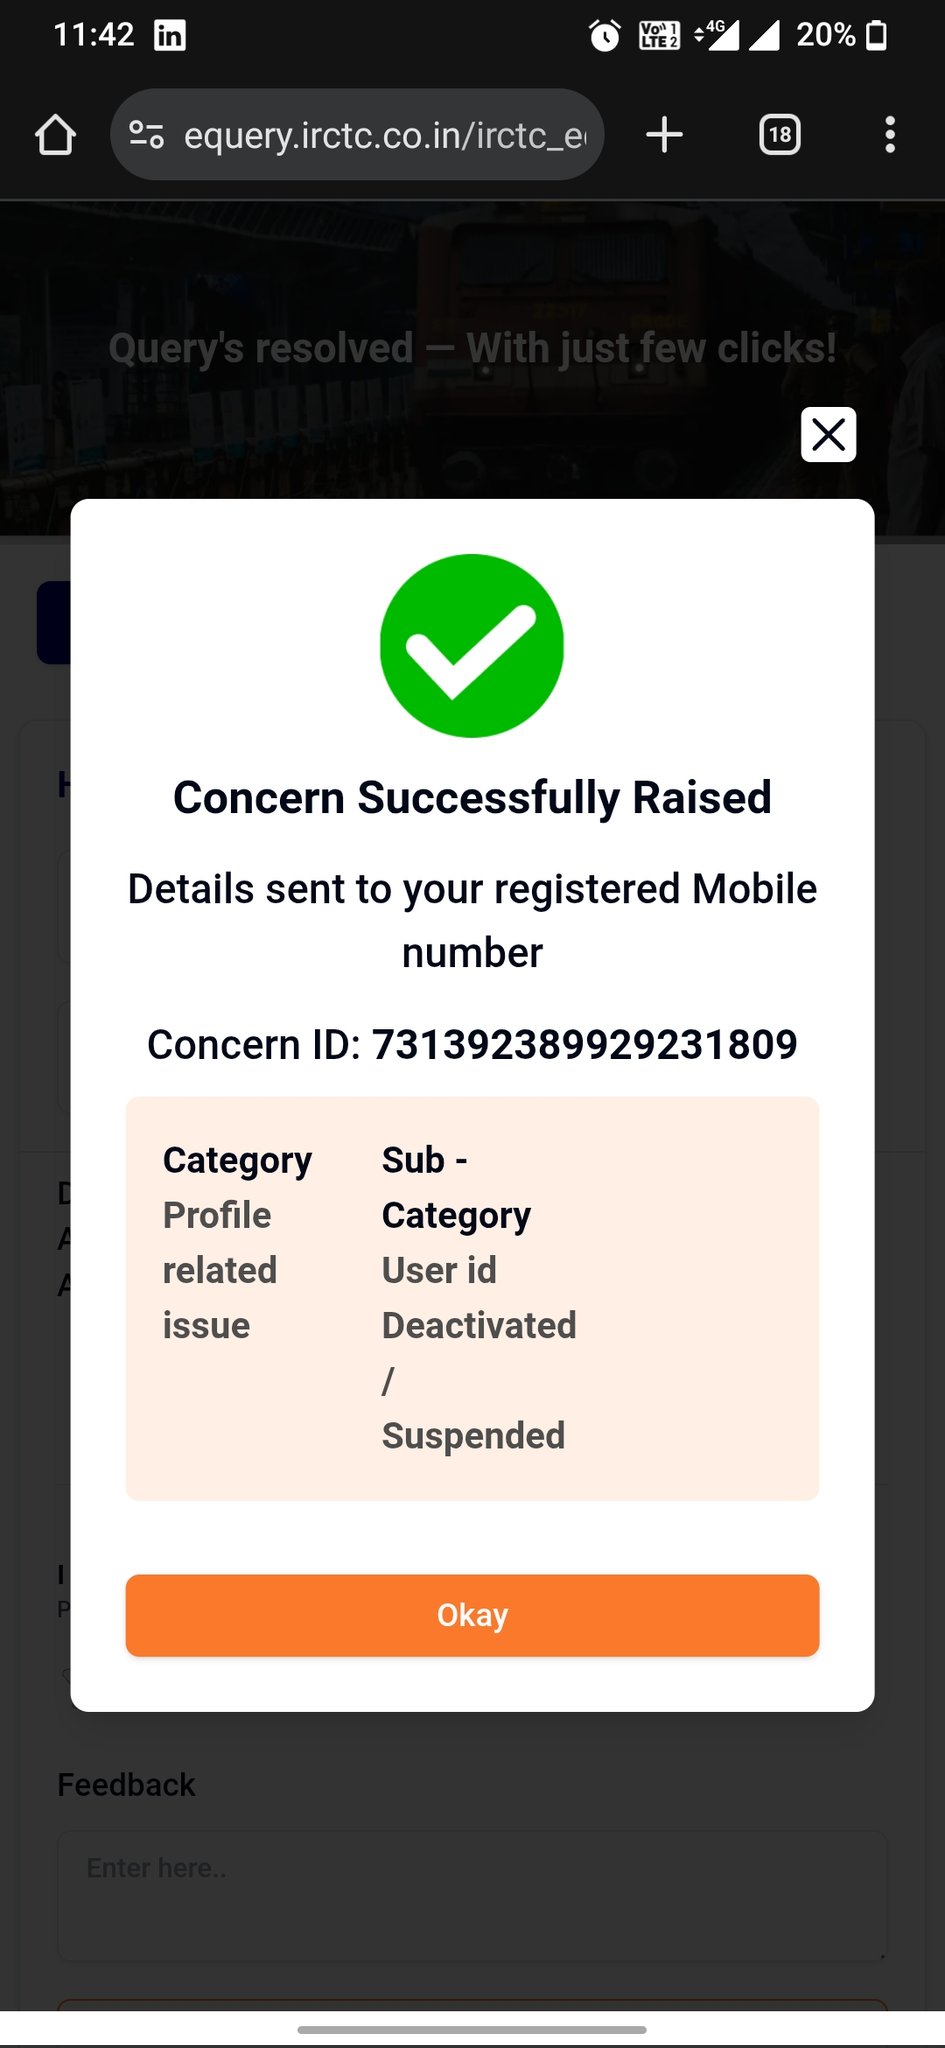 11:42
in
Vo)) 1
LTE 2
4G
20%
equery.irctc.co.in/irctc_e
18
22517
Query's resolved — With just few clicks!
Concern Successfully Raised
Details sent to your registered Mobile
number
Concern ID: 731392389929231809
Category
Profile
related
issue
Sub -
Category
User id
Deactivated
/
Suspended
Okay
Feedback
Enter here..